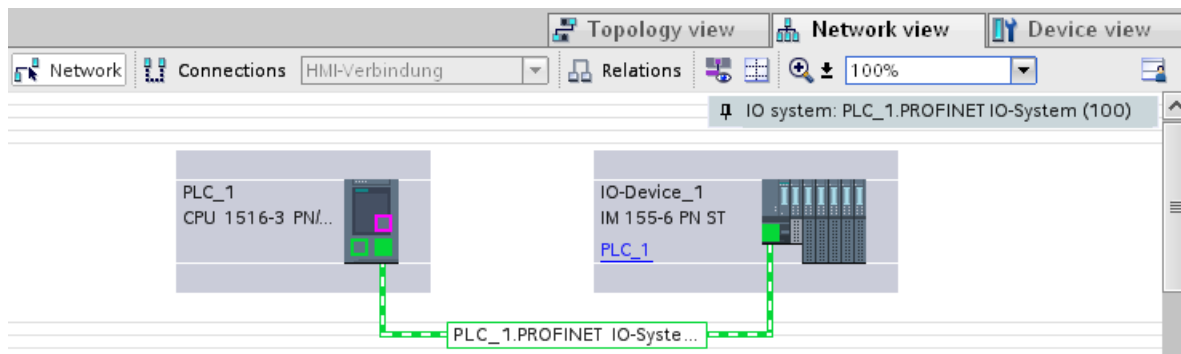 Topology view Network view Device view
Network Connections HMI-Verbindung Relations 100%
IO system: PLC_1.PROFINET IO-System (100)
PLC_1
CPU 1516-3 PN/...
IO-Device_1
IM 155-6 PN ST
PLC_1
PLC_1.PROFINET IO-Syste...